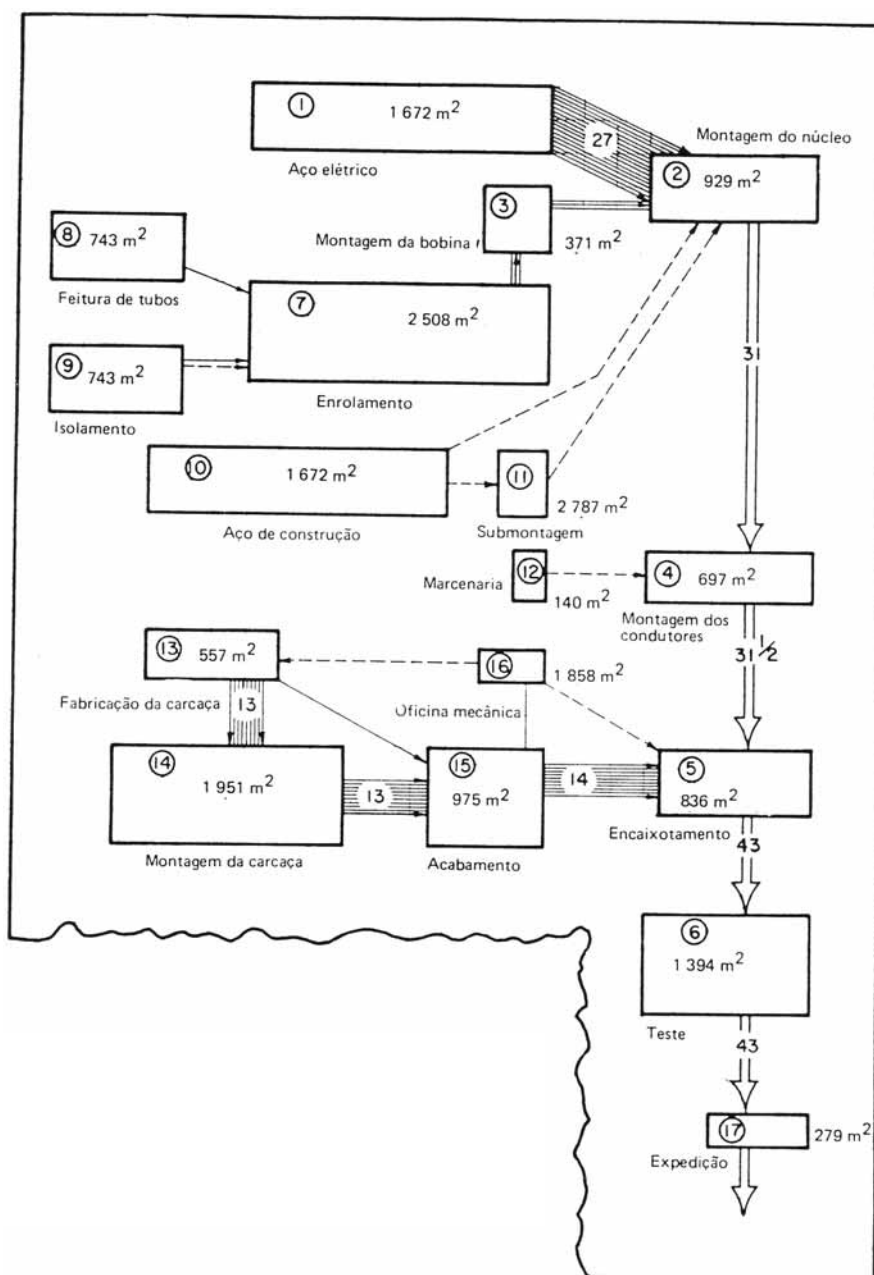 1
1 672 m²
Aço elétrico
27
Montagem do núcleo
2
929 m²
3
Montagem da bobina
371 m²
8
743 m²
Feitura de tubos
7
2 508 m²
Enrolamento
9
743 m²
Isolamento
31
10
1 672 m²
Aço de construção
11
2 787 m²
Submontagem
12
Marcenaria
140 m²
4
697 m²
Montagem dos
condutores
31 1/2
13
557 m²
Fabricação da carcaça
13
16
1 858 m²
Oficina mecânica
14
1 951 m²
Montagem da carcaça
13
15
975 m²
Acabamento
14
5
836 m²
Encaixotamento
43
6
1 394 m²
Teste
43
17
279 m²
Expedição